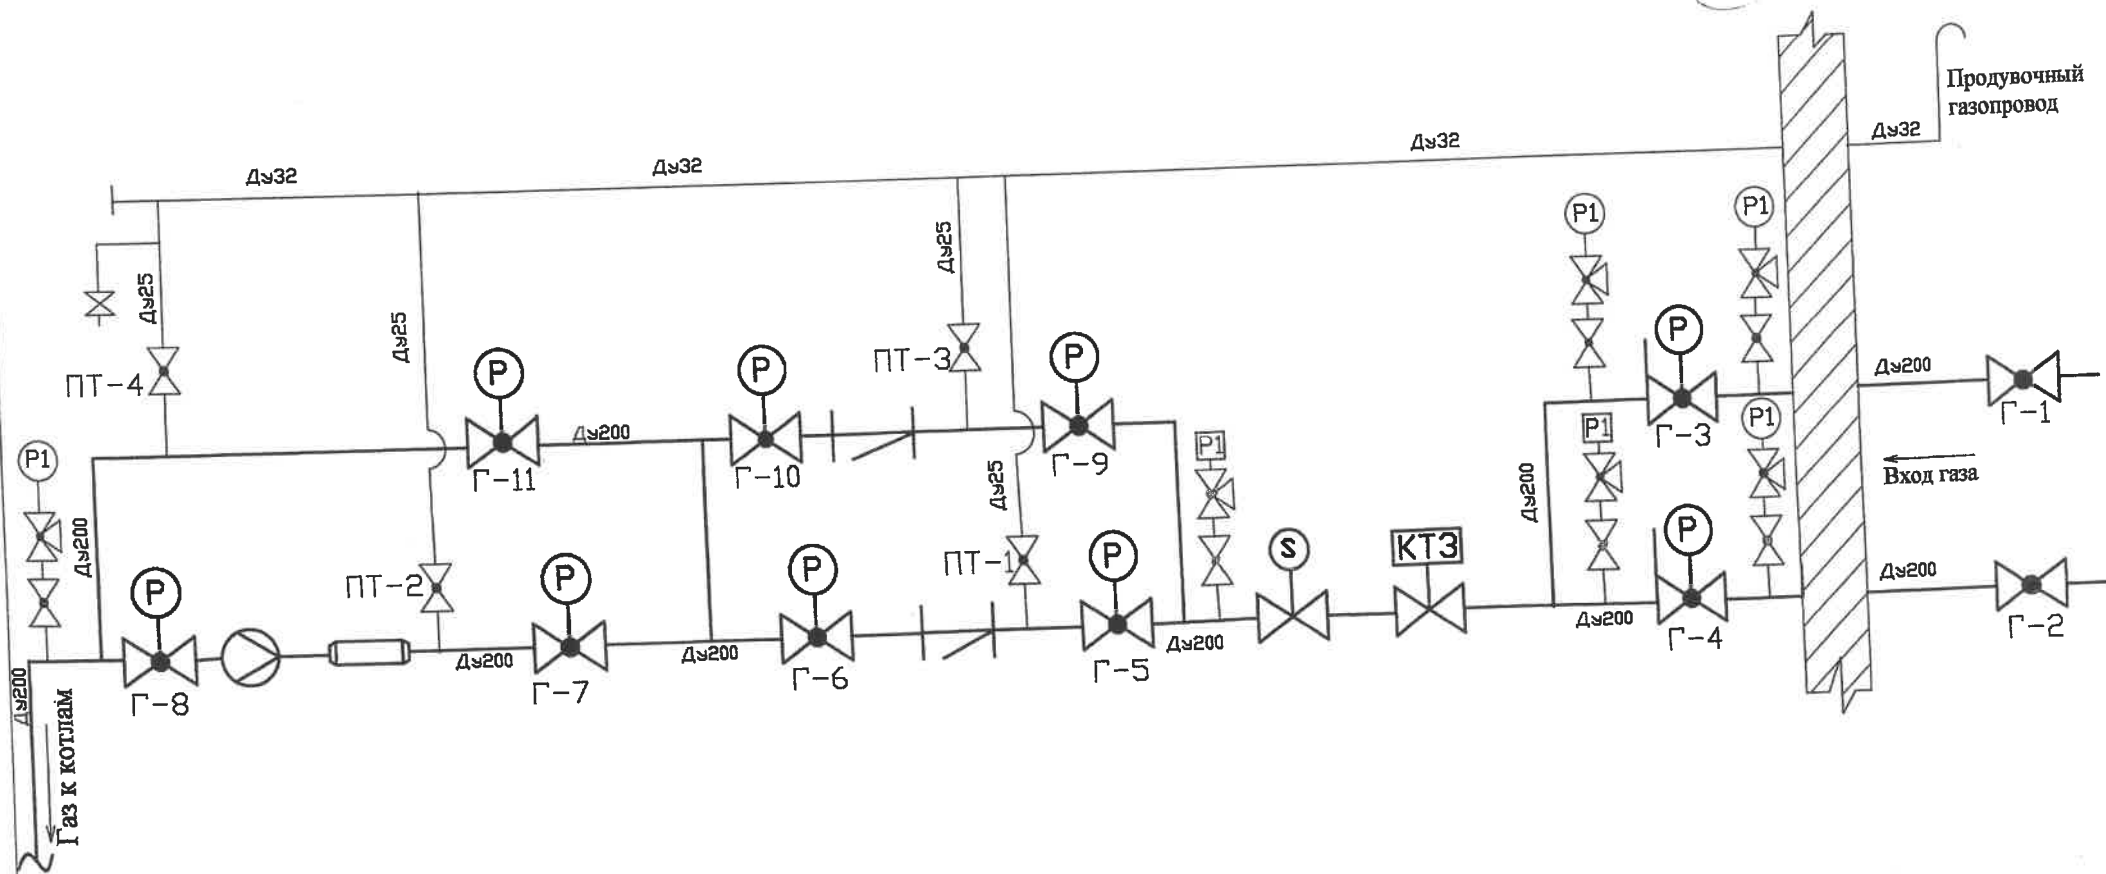 Продувочный
газопровод
Ду32
Ду32
Ду32
Ду32
P1
P1
Ду25
Ду25
Ду25
P
P
P
P
ПТ-3
ПТ-4
Г-11
Ду200
Г-10
Г-9
P1
P1
P1
P1
Г-3
Ду200
Г-1
Вход газа
Ду25
Ду200
Ду200
ПТ-2
ПТ-1
P
P
P
P
S
КТЗ
P
Ду200
Г-8
Ду200
Г-7
Ду200
Г-6
Г-5
Ду200
Ду200
Г-4
Г-2
Ду200
Газ к котлам